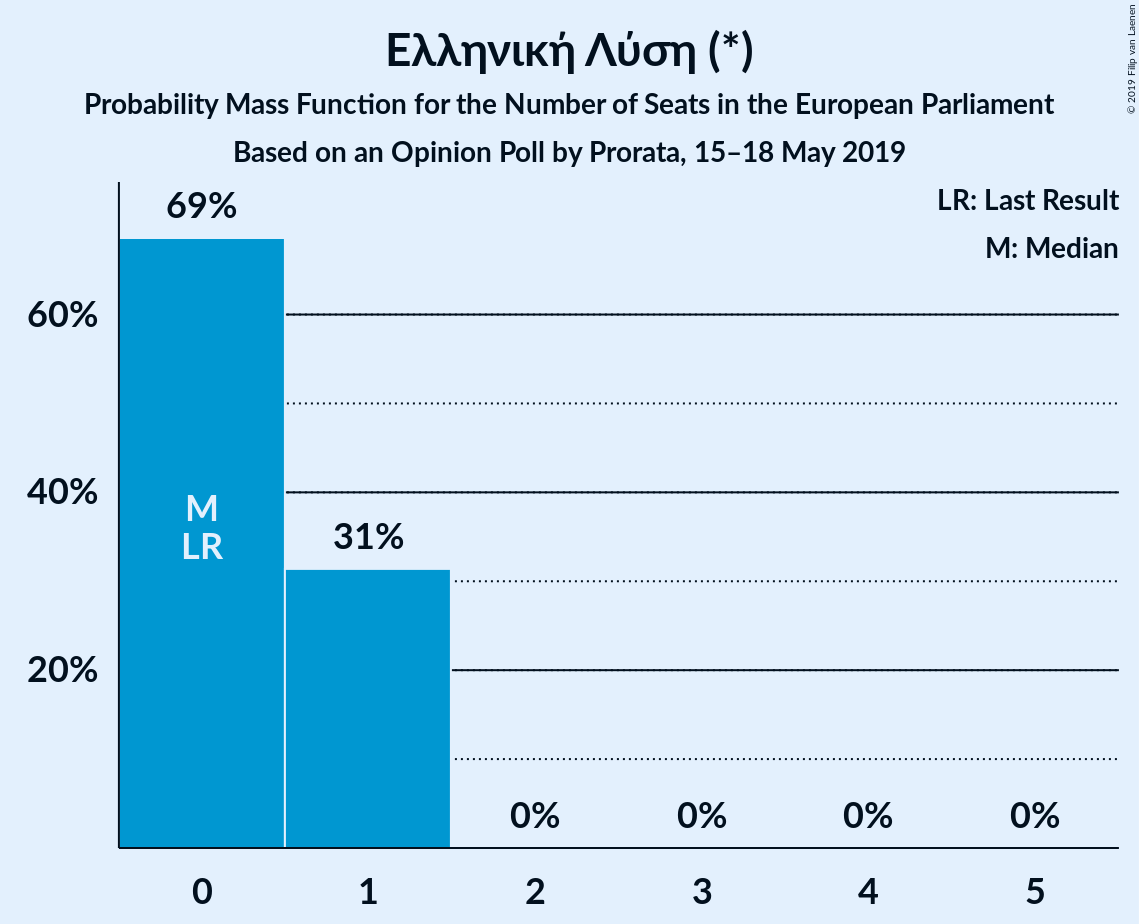 Ελληνική Λύση (*)
Probability Mass Function for the Number of Seats in the European Parliament
Based on an Opinion Poll by Prorata, 15–18 May 2019
© 2019 Filip van Laenen
LR: Last Result
M: Median
69%
60%
40%
20%
M
LR
31%
0%
0%
0%
0%
0
1
2
3
4
5